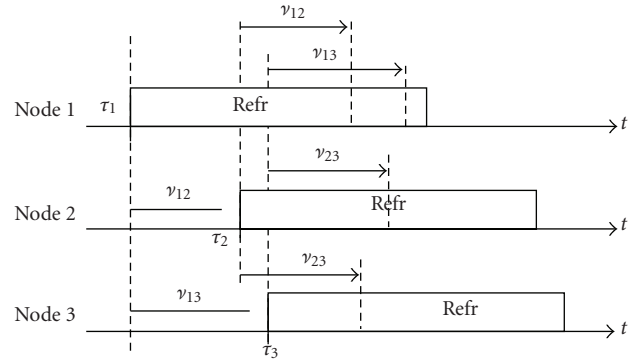 ν12
ν13
Node 1 τ1 Refr t
ν23
Node 2 ν12 Refr t
τ2
ν23
Node 3 ν13 Refr t
τ3